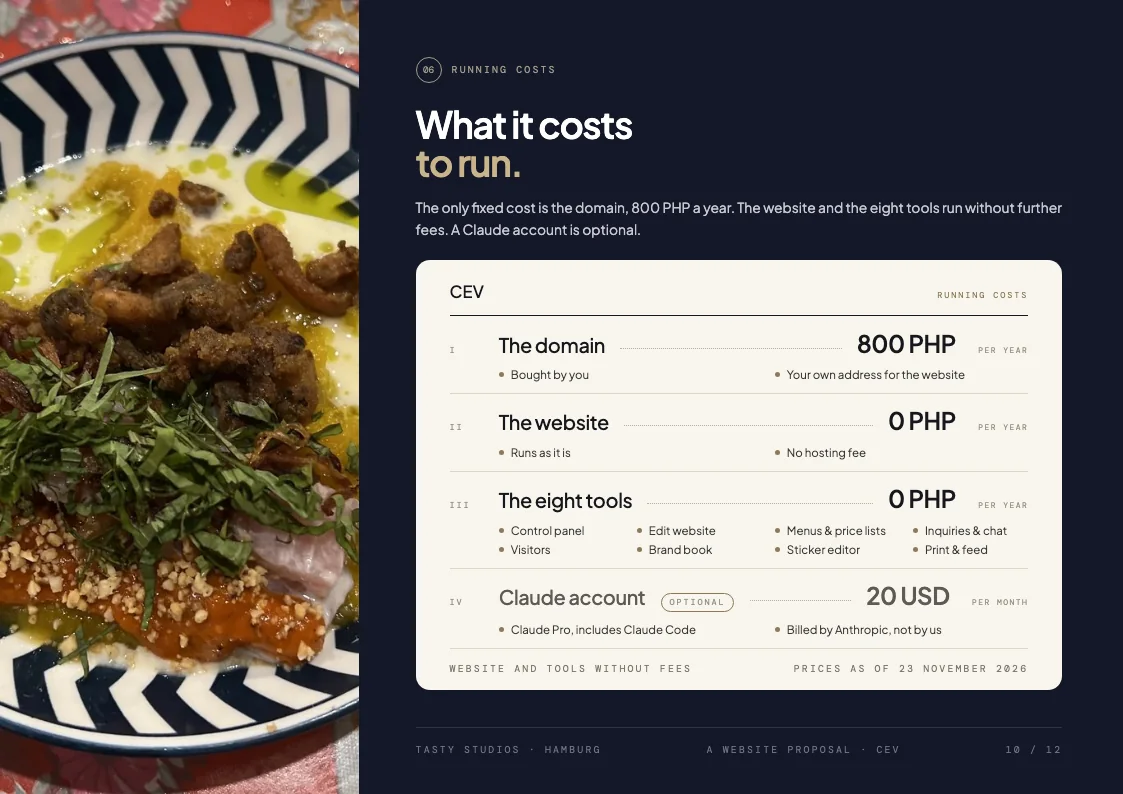 06 RUNNING COSTS
What it costs
to run.
The only fixed cost is the domain, 800 PHP a year. The website and the eight tools run without further
fees. A Claude account is optional.
CEV RUNNING COSTS
I The domain 800 PHP PER YEAR
• Bought by you • Your own address for the website
II The website 0 PHP PER YEAR
• Runs as it is • No hosting fee
III The eight tools 0 PHP PER YEAR
• Control panel • Edit website • Menus & price lists • Inquiries & chat
• Visitors • Brand book • Sticker editor • Print & feed
IV Claude account OPTIONAL 20 USD PER MONTH
• Claude Pro, includes Claude Code • Billed by Anthropic, not by us
WEBSITE AND TOOLS WITHOUT FEES PRICES AS OF 23 NOVEMBER 2026
TASTY STUDIOS · HAMBURG A WEBSITE PROPOSAL · CEV 10 / 12